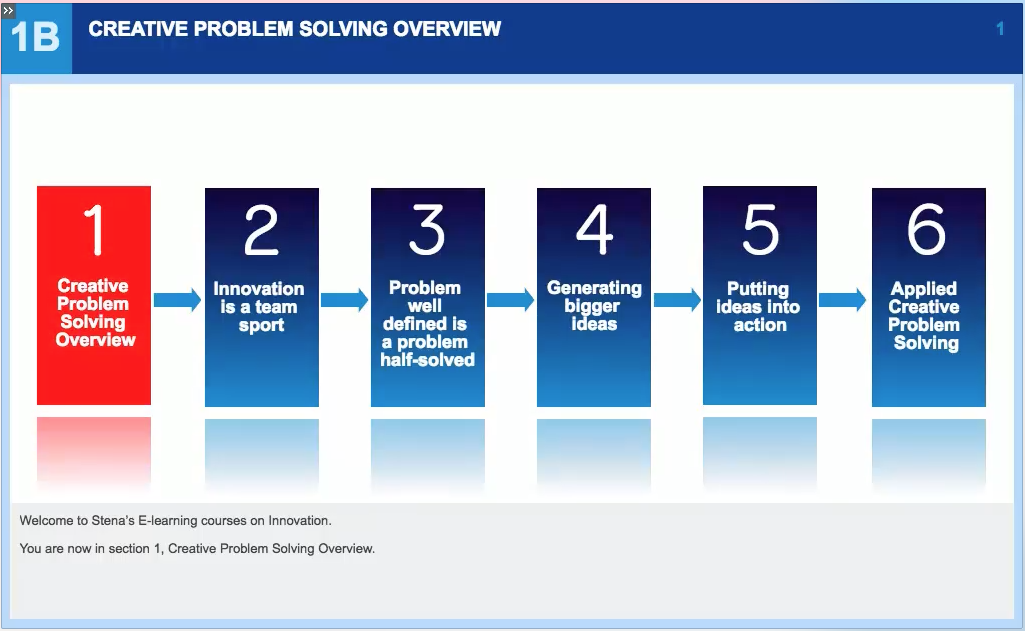 »
1B
CREATIVE PROBLEM SOLVING OVERVIEW
1
1
Creative
Problem
Solving
Overview
2
Innovation
is a team
sport
3
Problem
well
defined is
a problem
half-solved
4
Generating
bigger
ideas
5
Putting
ideas into
action
6
Applied
Creative
Problem
Solving
Welcome to Stena's E-learning courses on Innovation.
You are now in section 1, Creative Problem Solving Overview.